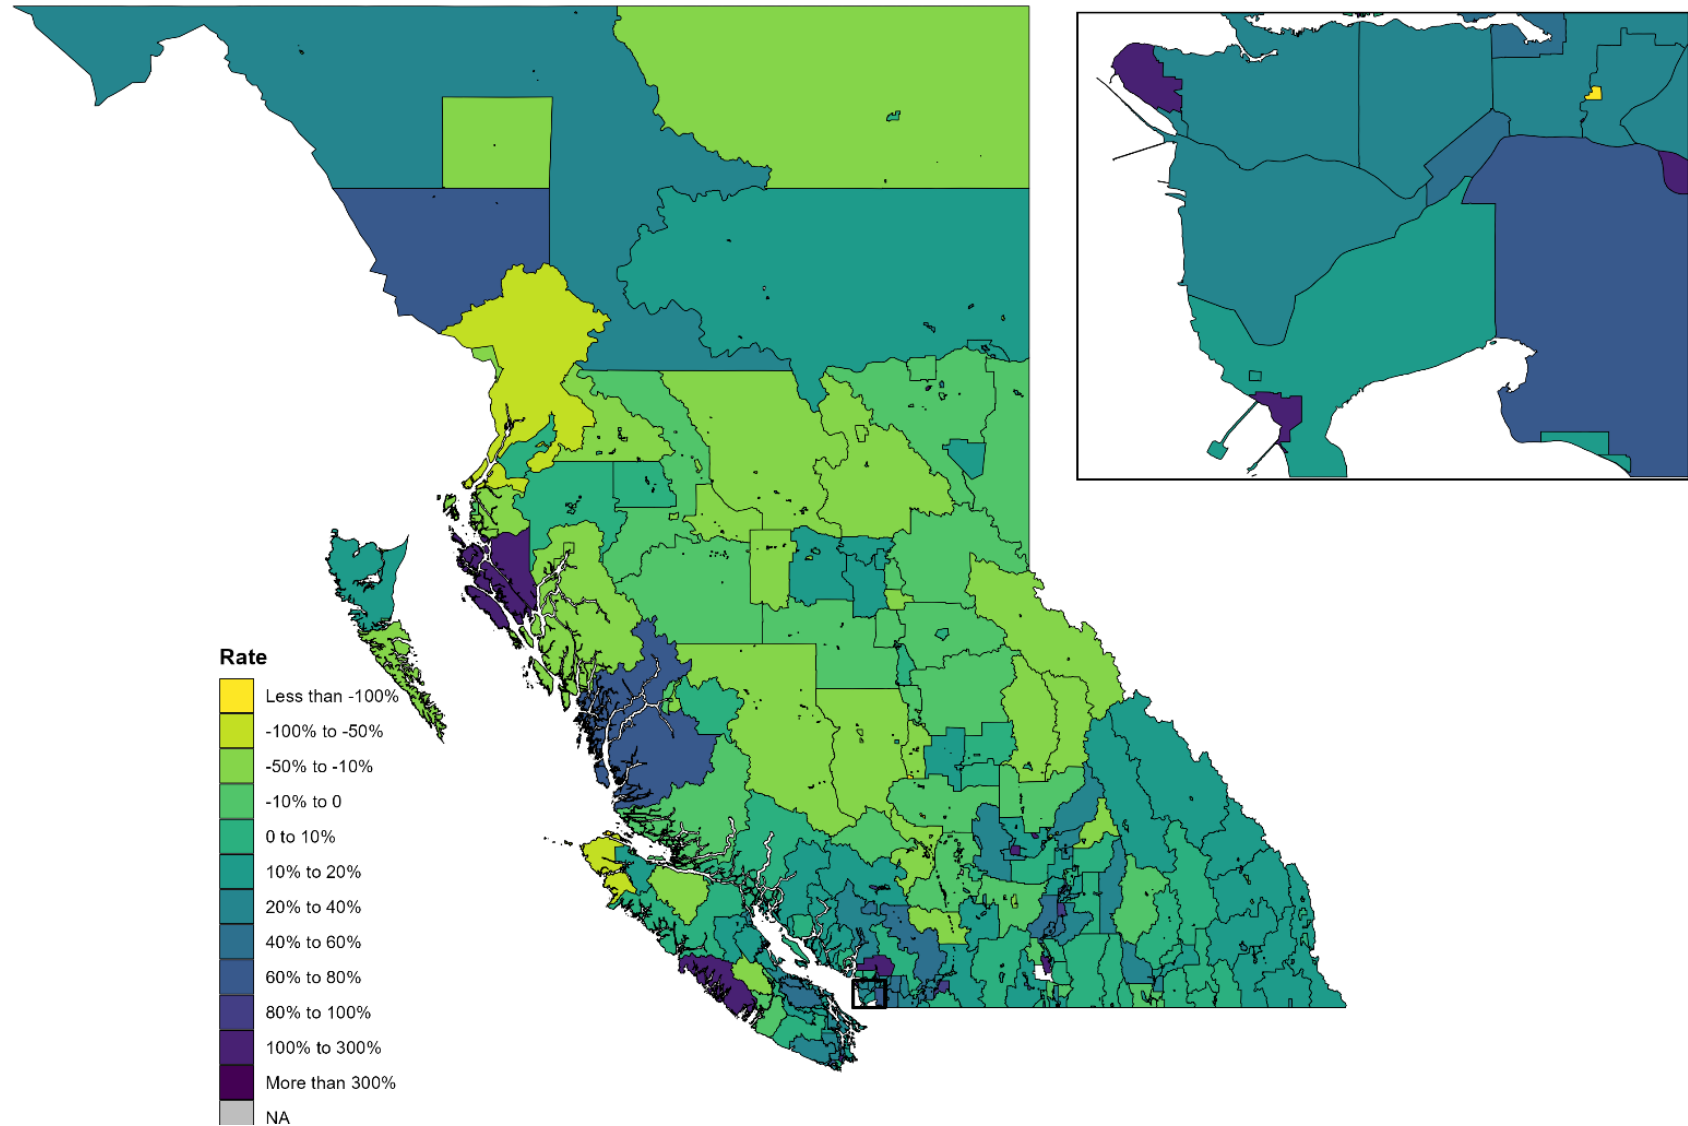 Rate
Less than -100%
-100% to -50%
-50% to -10%
-10% to 0
0 to 10%
10% to 20%
20% to 40%
40% to 60%
60% to 80%
80% to 100%
100% to 300%
More than 300%
NA